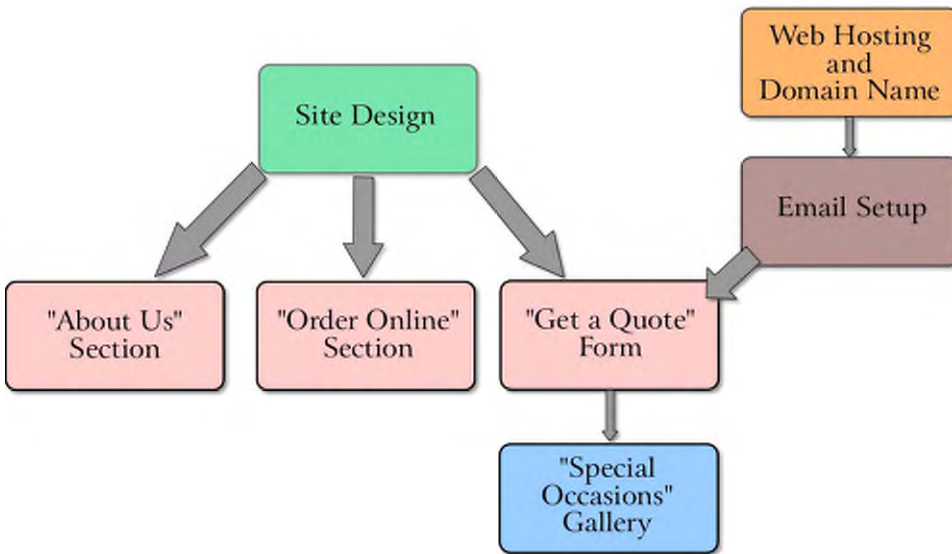 Web Hosting
and
Domain Name
Site Design
Email Setup
"About Us"
Section
"Order Online"
Section
"Get a Quote"
Form
"Special
Occasions"
Gallery